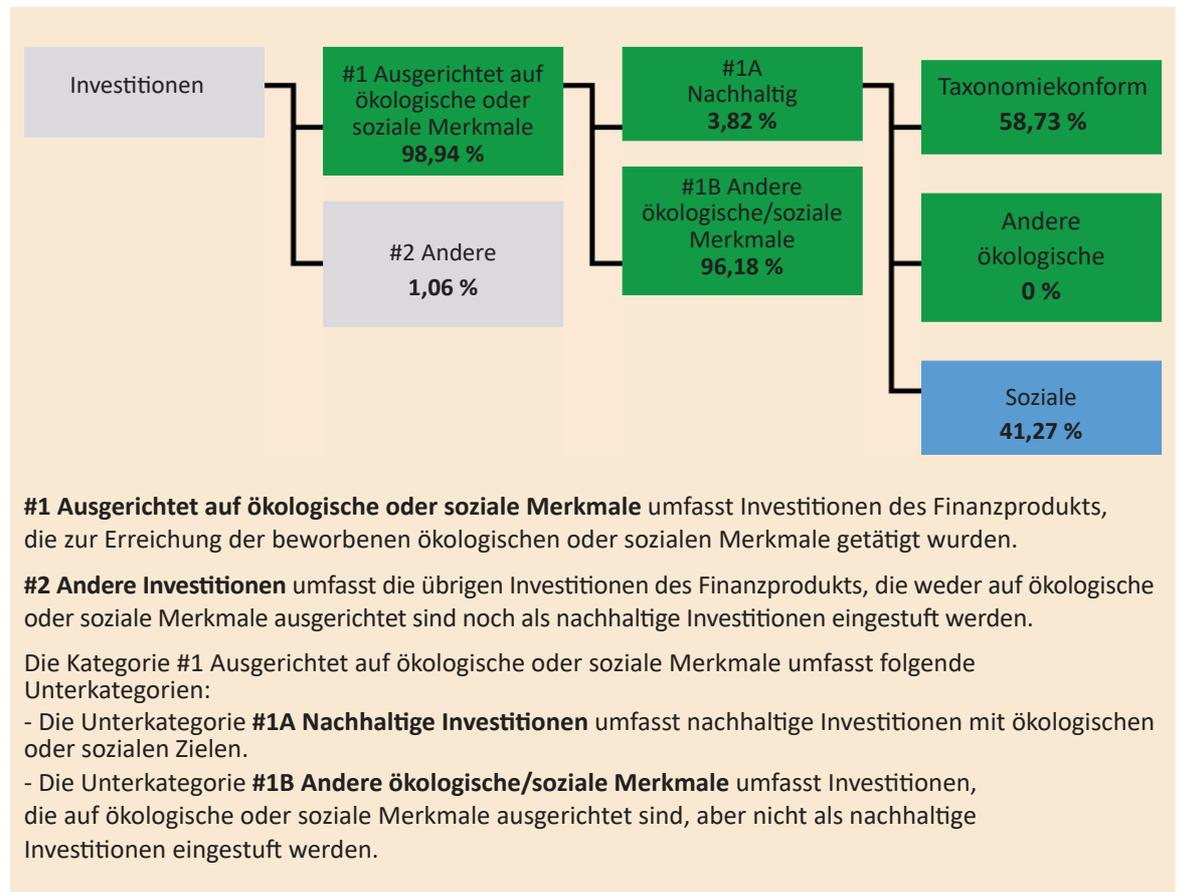 Investitionen
#1 Ausgerichtet auf
ökologische oder
soziale Merkmale
98,94 %
#2 Andere
1,06 %
#1A
Nachhaltig
3,82 %
#1B Andere
ökologische/soziale
Merkmale
96,18 %
Taxonomiekonform
58,73 %
Andere
ökologische
0 %
Soziale
41,27 %
#1 Ausgerichtet auf ökologische oder soziale Merkmale umfasst Investitionen des Finanzprodukts,
die zur Erreichung der beworbenen ökologischen oder sozialen Merkmale getätigt wurden.
#2 Andere Investitionen umfasst die übrigen Investitionen des Finanzprodukts, die weder auf ökologische
oder soziale Merkmale ausgerichtet sind noch als nachhaltige Investitionen eingestuft werden.
Die Kategorie #1 Ausgerichtet auf ökologische oder soziale Merkmale umfasst folgende
Unterkategorien:
- Die Unterkategorie #1A Nachhaltige Investitionen umfasst nachhaltige Investitionen mit ökologischen
oder sozialen Zielen.
- Die Unterkategorie #1B Andere ökologische/soziale Merkmale umfasst Investitionen,
die auf ökologische oder soziale Merkmale ausgerichtet sind, aber nicht als nachhaltige
Investitionen eingestuft werden.